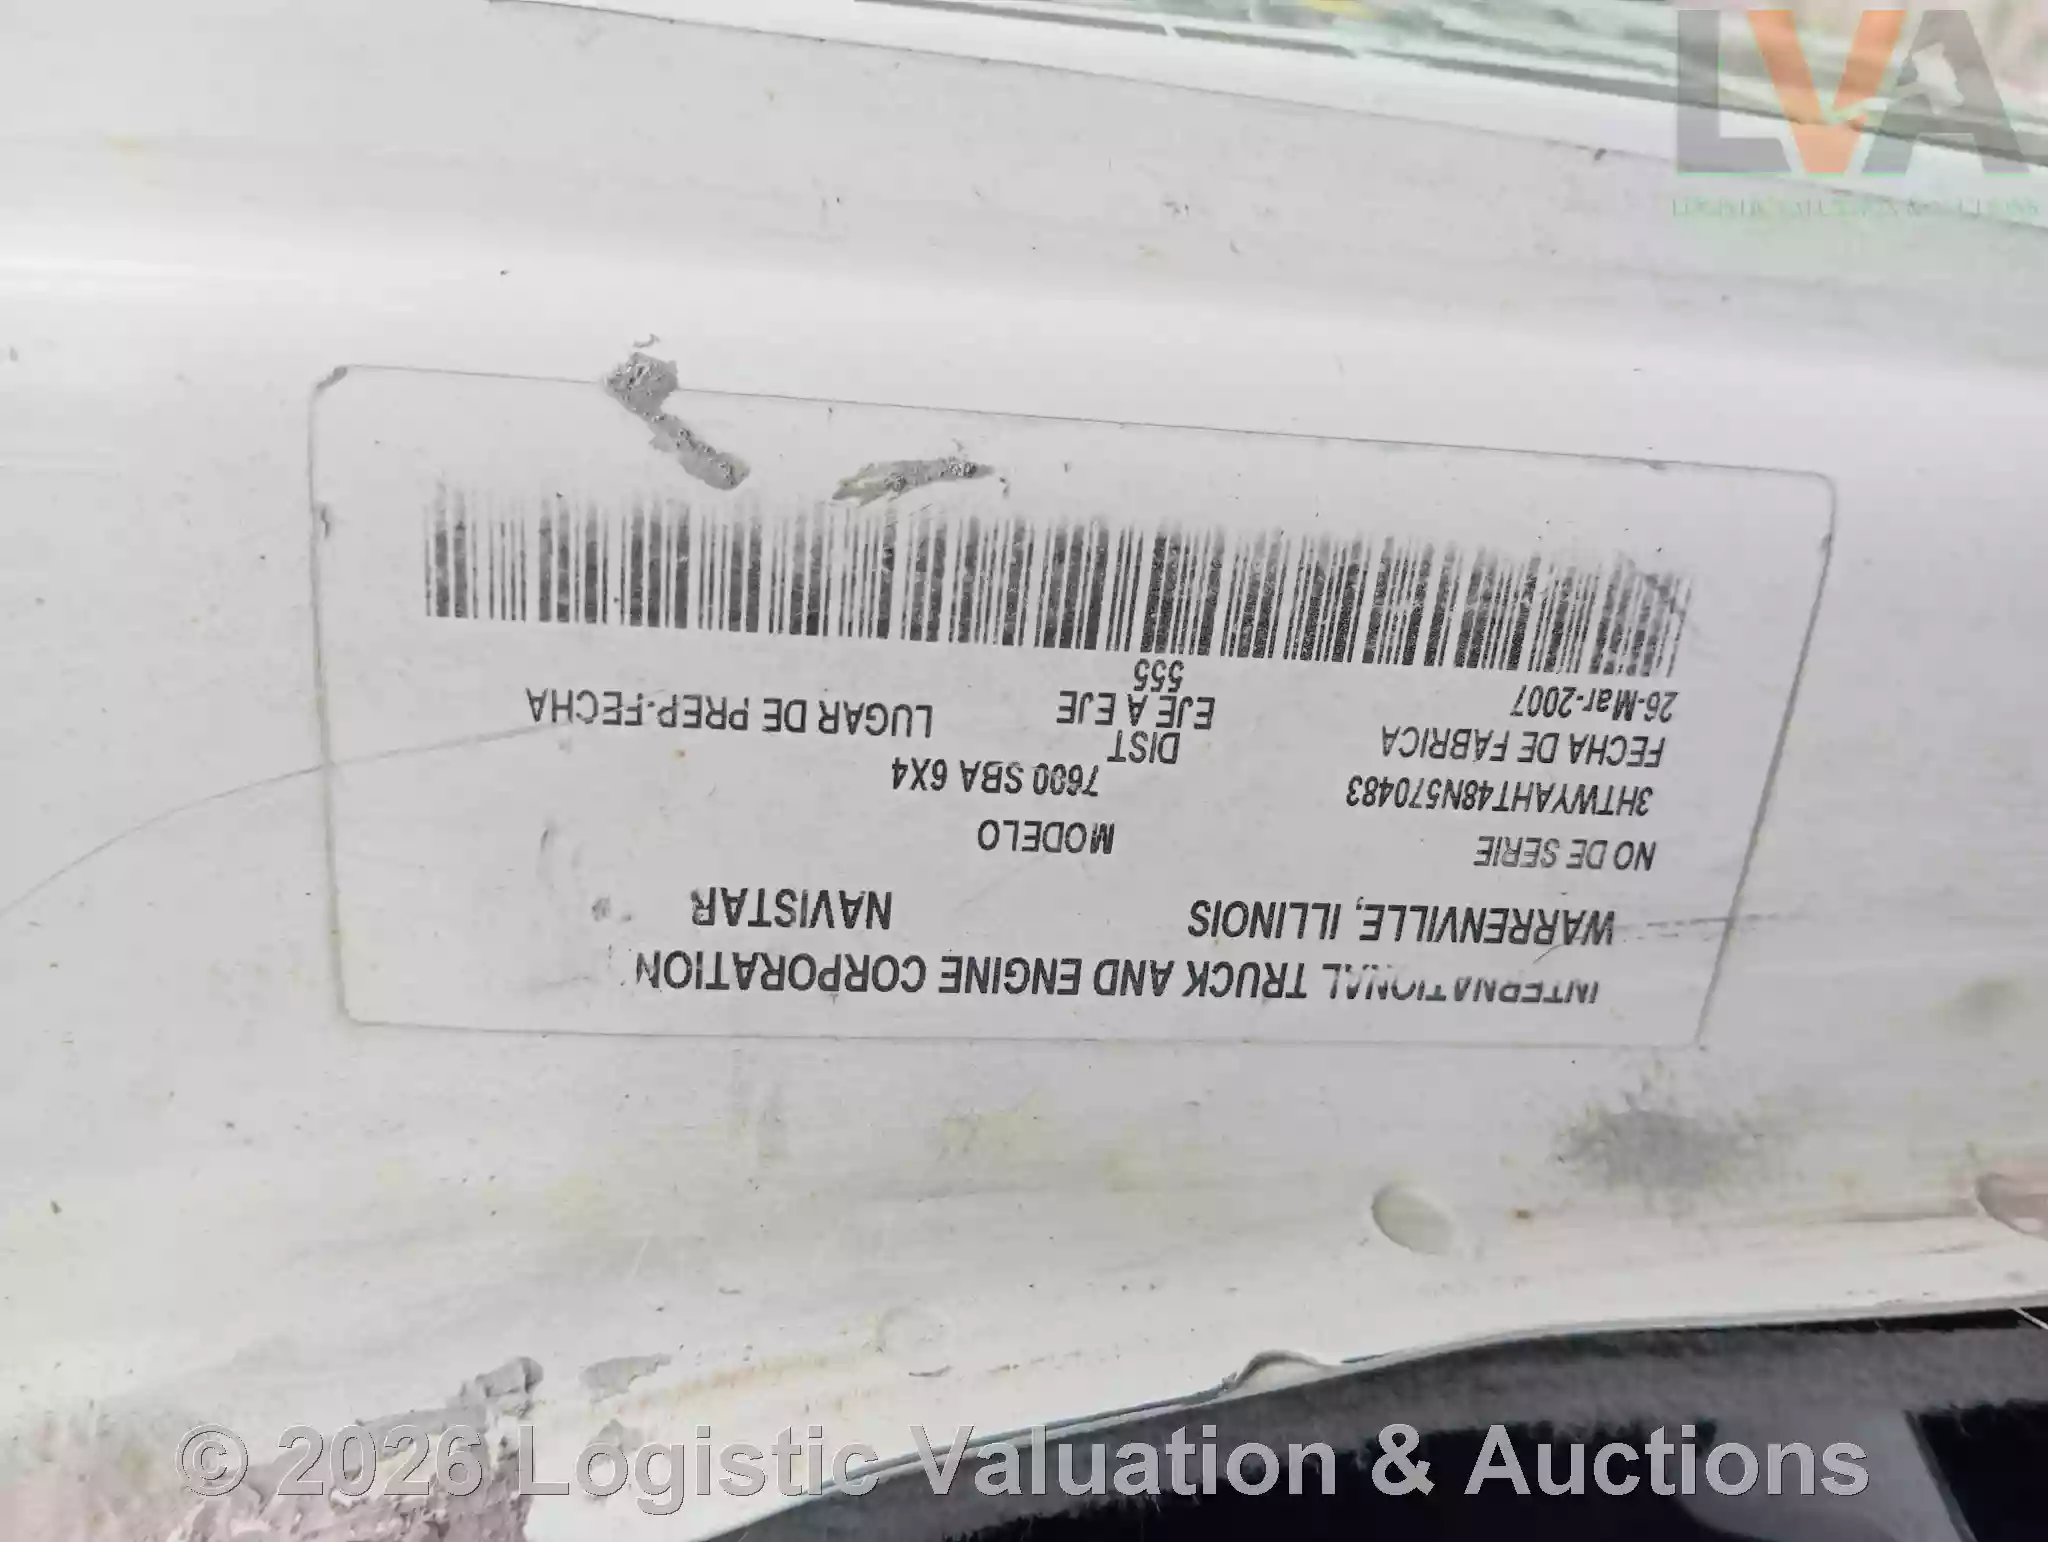 INTERNATIONAL TRUCK AND ENGINE CORPORATION
WARRENVILLE, ILLINOIS NAVISTAR
NO DE SERIE MODELO
3HTWYAHT48N570483 7600 SBA 6X4
FECHA DE FABRICA DIST EJE A EJE LUGAR DE PREP-FECHA
26-Mar-2007 555
LVA
© 2026 Logistic Valuation & Auctions